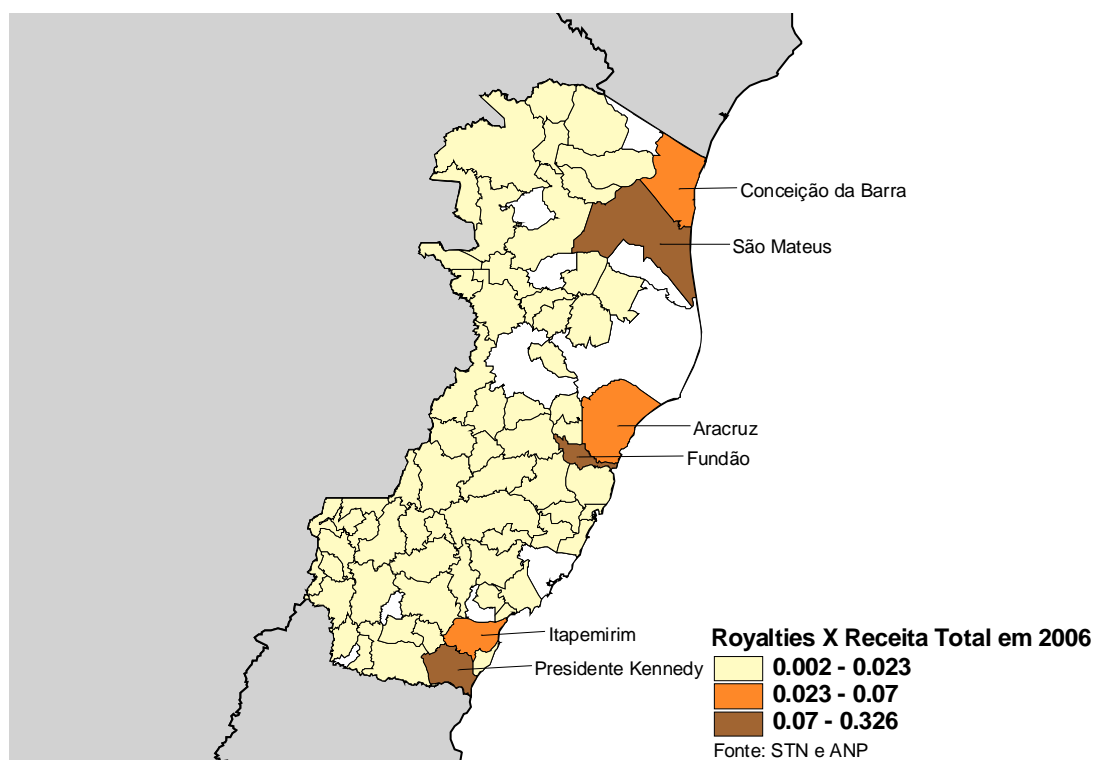 Conceição da Barra
São Mateus
Aracruz
Fundão
Itapemirim
Presidente Kennedy
Royalties X Receita Total em 2006
0.002 - 0.023
0.023 - 0.07
0.07 - 0.326
Fonte: STN e ANP